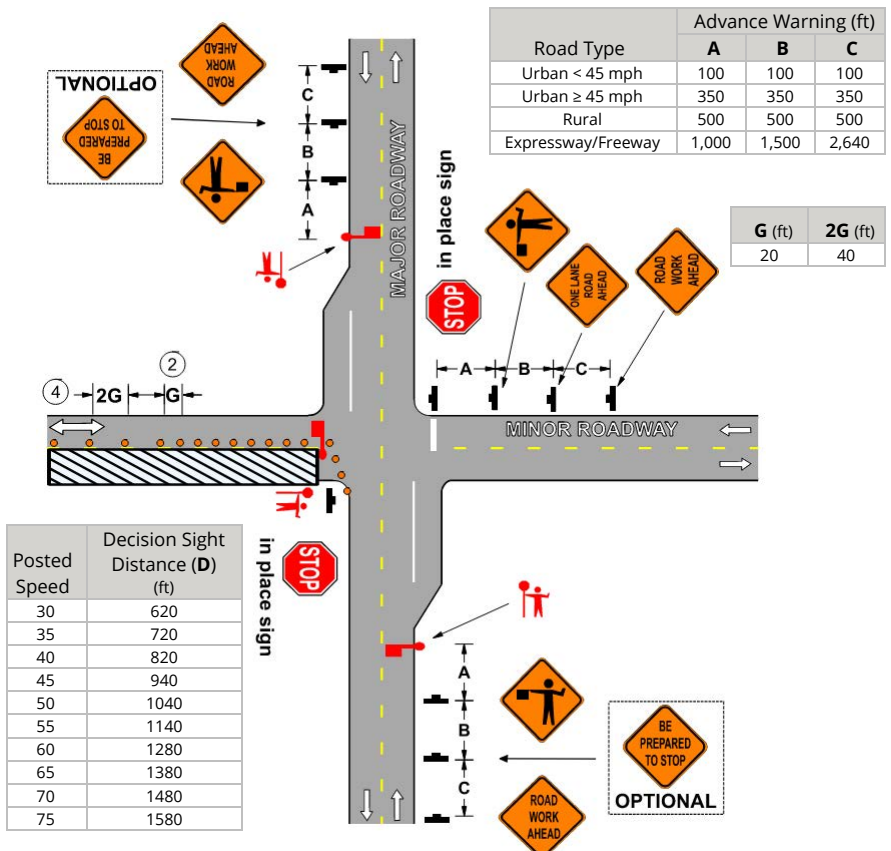 Advance Warning (ft)
Road Type A B C
Urban < 45 mph 100 100 100
Urban ≥ 45 mph 350 350 350
Rural 500 500 500
Expressway/Freeway 1,000 1,500 2,640
G (ft) 2G (ft)
20 40
ROAD
WORK
AHEAD
OPTIONAL
BE
PREPARED
TO STOP
C
B
A
MAJOR ROADWAY
in place sign
STOP
ONE LANE
ROAD
AHEAD
ROAD
WORK
AHEAD
A B C
2
4
2G G
MINOR ROADWAY
STOP
in place sign
Posted
Speed
Decision Sight
Distance (D)
(ft)
30 620
35 720
40 820
45 940
50 1040
55 1140
60 1280
65 1380
70 1480
75 1580
A
B
C
BE
PREPARED
TO STOP
OPTIONAL
ROAD
WORK
AHEAD